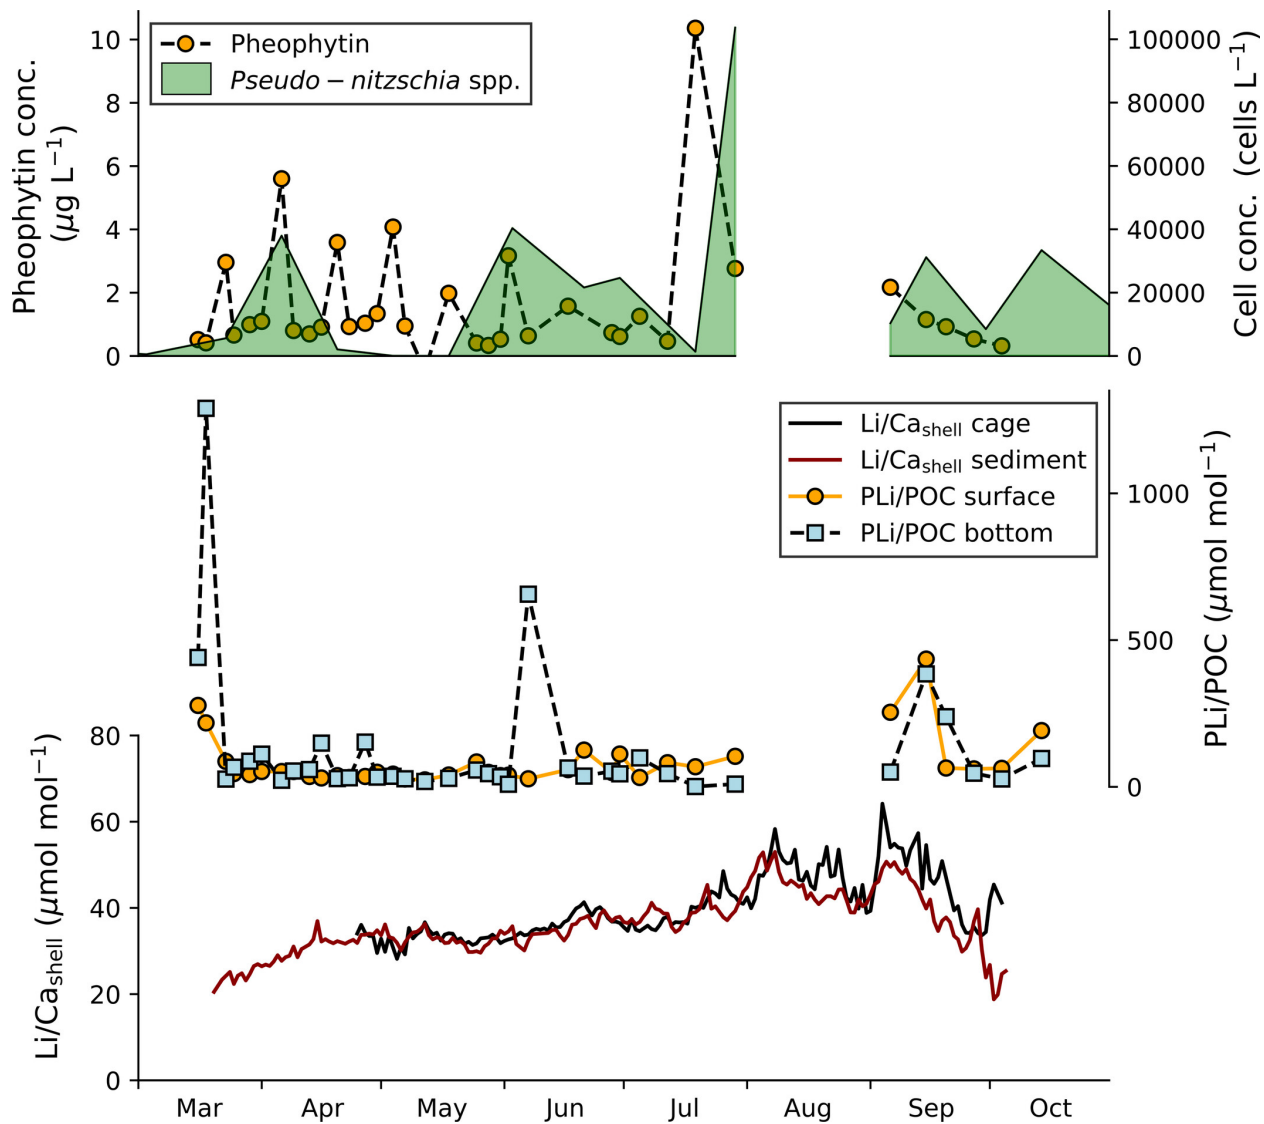 Pheophytin conc.
(μg L⁻¹)
10
8
6
4
2
0
Pheophytin
Pseudo − nitzschia spp.
100000
80000
60000
40000
20000
0
Cell conc. (cells L⁻¹)
Li/Ca_shell cage
Li/Ca_shell sediment
PLi/POC surface
PLi/POC bottom
1000
500
0
PLi/POC (μmol mol⁻¹)
Li/Ca_shell (μmol mol⁻¹)
80
60
40
20
0
Mar Apr May Jun Jul Aug Sep Oct